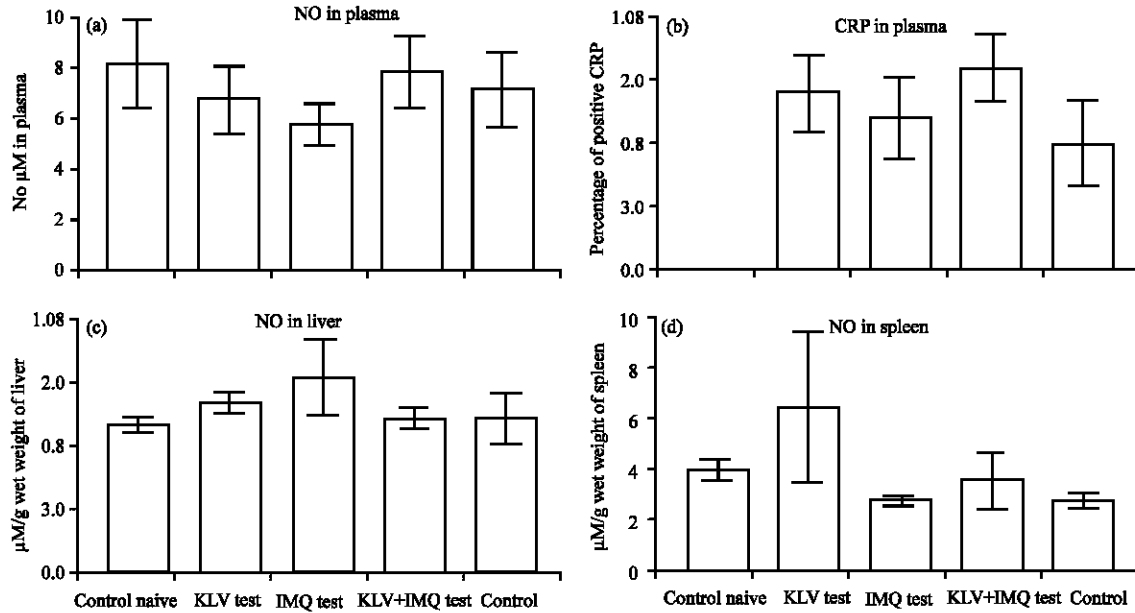 (a)
NO in plasma
No µM in plasma
10
8
6
4
2
0
(b)
CRP in plasma
Percentage of positive CRP
1.08
2.0
0.8
3.0
0.0
(c)
NO in liver
µM/g wet weight of liver
1.08
2.0
0.8
3.0
0.0
Control naive KLV test IMQ test KLV+IMQ test Control
(d)
NO in spleen
µM/g wet weight of spleen
10
8
6
4
2
0
Control naive KLV test IMQ test KLV+IMQ test Control